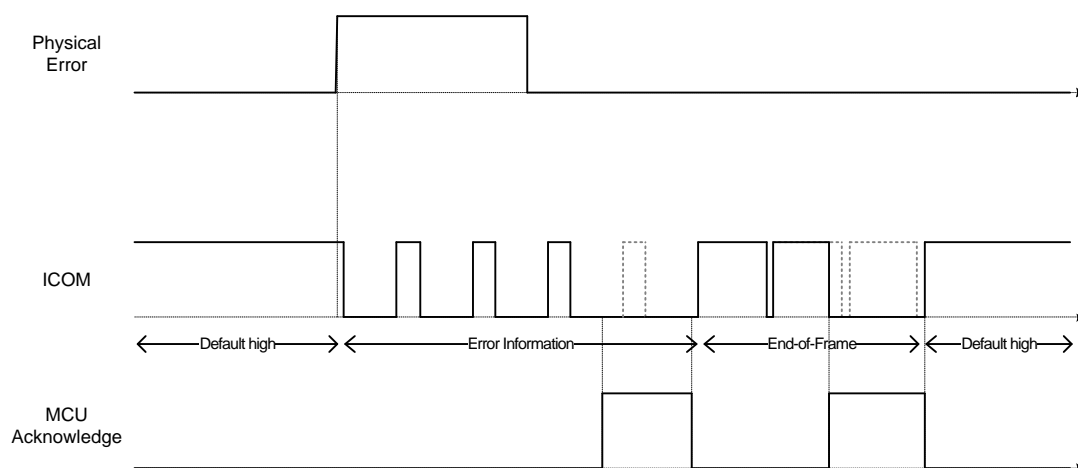 Physical
Error
ICOM
Default high
Error Information
End-of-Frame
Default high
MCU
Acknowledge